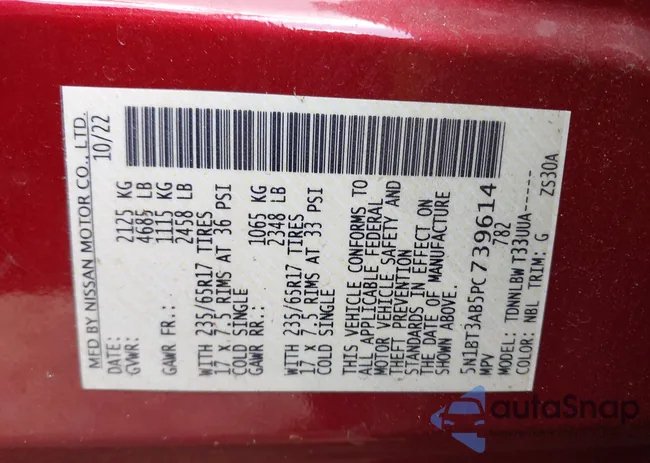 MFD BY NISSAN MOTOR CO., LTD.
DATE: 10/22
GVWR: 2125 KG
4685 LB
GAWR FR.: 1115 KG
2458 LB
WITH 235/65R17 TIRES
17 X 7.5 RIMS AT 36 PSI
COLD SINGLE
GAWR RR.: 1065 KG
2348 LB
WITH 235/65R17 TIRES
17 X 7.5 RIMS AT 33 PSI
COLD SINGLE
THIS VEHICLE CONFORMS TO
ALL APPLICABLE FEDERAL
MOTOR VEHICLE SAFETY AND
THEFT PREVENTION
STANDARDS IN EFFECT ON
THE DATE OF MANUFACTURE
SHOWN ABOVE.
5N1BT3AB5PC739614
MPV 782
MODEL: TDNNLBW T33UUA-----
COLOR: NBL TRIM: G ZS30A
autoSnap